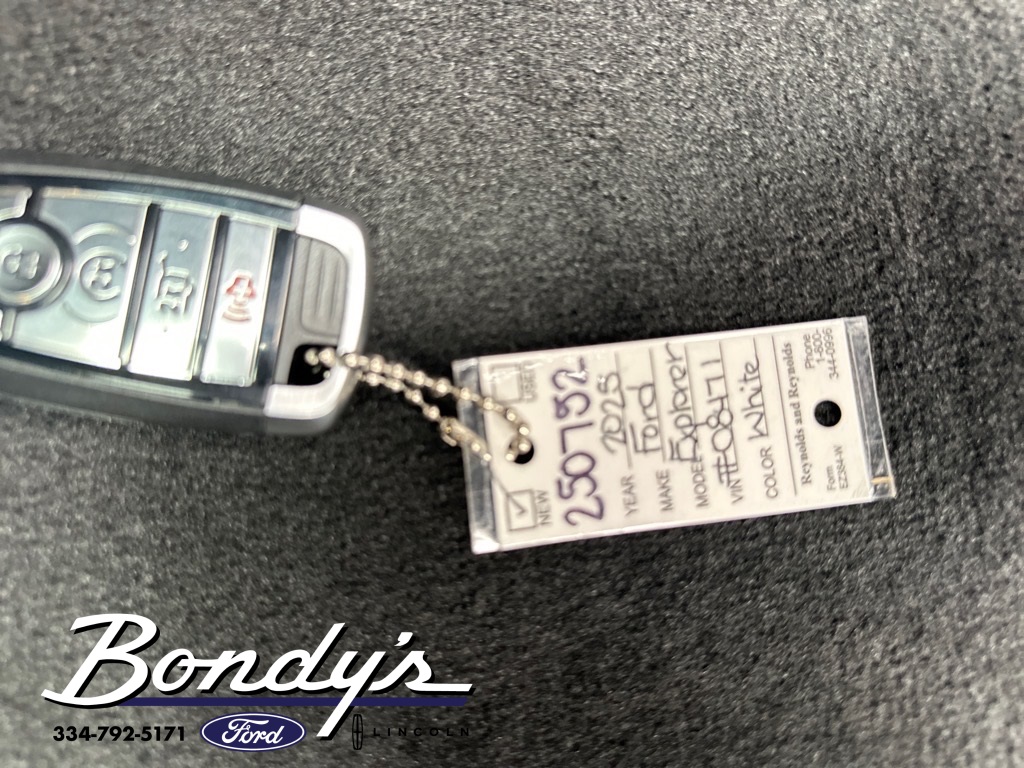 NEW
USED
250752
YEAR 2025
MAKE Ford
MODEL Explorer
VIN #08471
COLOR White
Reynolds and Reynolds
Form
EZ384-W
Phone
1-800-
344-0996
Bondy's
334-792-5171 Ford LINCOLN